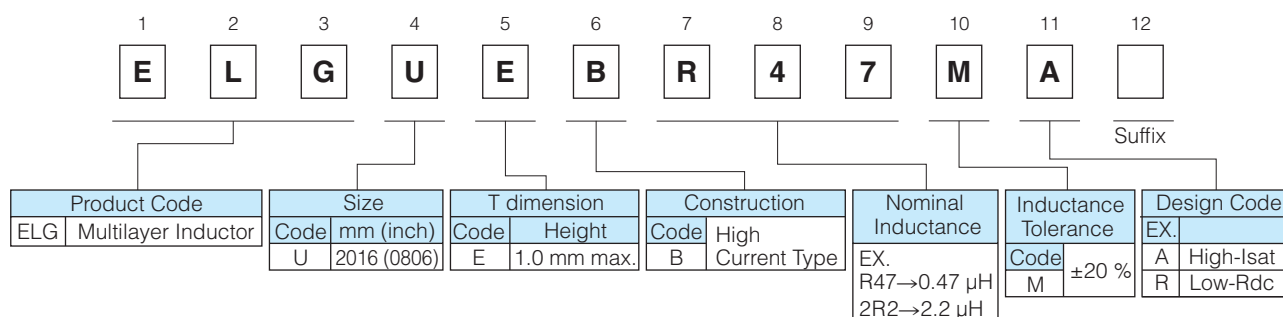 1 2 3 4 5 6 7 8 9 10 11 12
E L G U E B R 4 7 M A
Suffix
Product Code
ELG Multilayer Inductor
Size
Code mm (inch)
U 2016 (0806)
T dimension
Code Height
E 1.0 mm max.
Construction
Code High
B Current Type
Nominal
Inductance
EX.
R47→0.47 μH
2R2→2.2 μH
Inductance
Tolerance
Code ±20 %
M
Design Code
EX.
A High-Isat
R Low-Rdc